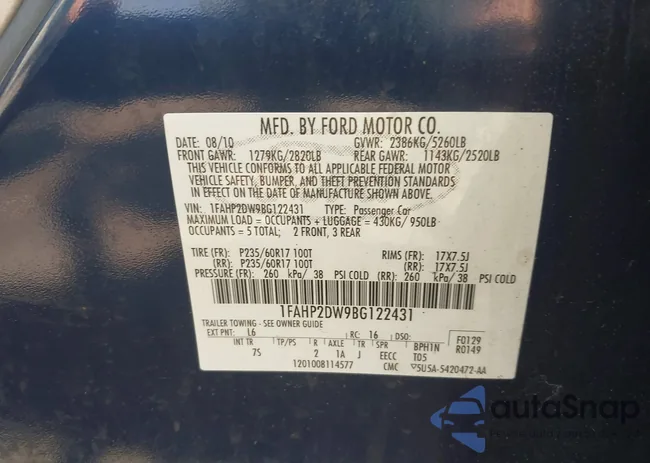 MFD. BY FORD MOTOR CO.
DATE: 08/10 GVWR: 2386KG/5260LB
FRONT GAWR: 1279KG/2820LB REAR GAWR: 1143KG/2520LB
THIS VEHICLE CONFORMS TO ALL APPLICABLE FEDERAL MOTOR
VEHICLE SAFETY, BUMPER, AND THEFT PREVENTION STANDARDS
IN EFFECT ON THE DATE OF MANUFACTURE SHOWN ABOVE.
VIN: 1FAHP2DW9BG122431 TYPE: Passenger Car
MAXIMUM LOAD = OCCUPANTS + LUGGAGE = 430KG/ 950LB
OCCUPANTS = 5 TOTAL; 2 FRONT, 3 REAR
TIRE (FR): P235/60R17 100T RIMS (FR): 17X7.5J
(RR): P235/60R17 100T (RR): 17X7.5J
PRESSURE (FR): 260 kPa/ 38 PSI COLD (RR): 260 kPa/ 38 PSI COLD
1FAHP2DW9BG122431
TRAILER TOWING - SEE OWNER GUIDE
EXT PNT: L6 RC: 16 DSO: F0129
INT TR TP/PS R AXLE TR SPR BPH1N R0149
7S 2 1A J EECC T05
1201008114577 CMC 5U5A-5420472-AA
autoSnap